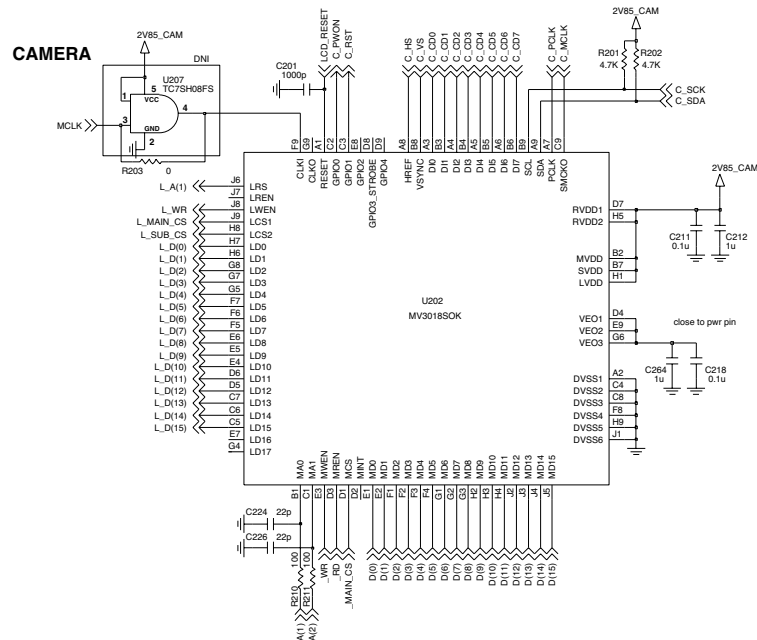 CAMERA
2V85_CAM
DNI
U207
TC7SH08FS
1
5
VCC
4
3
GND
2
MCLK
R203
0
C201
1000p
LCD_RESET
C_PWON
C_RST
C_HS
C_VS
C_CD0
C_CD1
C_CD2
C_CD3
C_CD4
C_CD5
C_CD6
C_CD7
C_PCLK
C_MCLK
2V85_CAM
R201
4.7K
R202
4.7K
C_SCK
C_SDA
F9
G9
A1
C2
C3
E8
D8
D9
A8
B8
A3
B3
A4
B4
A5
B5
A6
B6
B9
A9
A7
C9
CLKI
CLKO
RESET
GPIO0
GPIO1
GPIO2
GPIO3_STROBE
GPIO4
HREF
VSYNC
DI0
DI1
DI2
DI3
DI4
DI5
DI6
DI7
SCL
SDA
PCLK
SMCKO
L_A(1) J6 LRS
J7 LREN
L_WR J8 LWEN
L_MAIN_CS J9 LCS1
L_SUB_CS H8 LCS2
L_D(0) H7 LD0
L_D(1) H6 LD1
L_D(2) G8 LD2
L_D(3) G7 LD3
L_D(4) G5 LD4
L_D(5) F7 LD5
L_D(6) F6 LD6
L_D(7) F5 LD7
L_D(8) E6 LD8
L_D(9) E5 LD9
L_D(10) E4 LD10
L_D(11) D6 LD11
L_D(12) D5 LD12
L_D(13) C7 LD13
L_D(14) C6 LD14
L_D(15) C5 LD15
E7 LD16
G4 LD17
U202
MV3018SOK
2V85_CAM
RVDD1 D7
RVDD2 H5
MVDD B2
SVDD B7
LVDD H1
C211
0.1u
C212
1u
VEO1 D4
VEO2 E9
VEO3 G6
close to pwr pin
C264
1u
C218
0.1u
DVSS1 A2
DVSS2 C4
DVSS3 C8
DVSS4 F8
DVSS5 H9
DVSS6 J1
MA0
MA1
MWEN
MREN
MCS
MINT
MD0
MD1
MD2
MD3
MD4
MD5
MD6
MD7
MD8
MD9
MD10
MD11
MD12
MD13
MD14
MD15
B1
C1
E3
D3
D1
D2
E1
E2
F1
F2
F3
F4
G1
G2
G3
H2
H3
H4
J2
J3
J4
J5
C224 22p
C226 22p
R210
100
R211
100
A(1)
A(2)
_WR
_RD
_MAIN_CS
D(0)
D(1)
D(2)
D(3)
D(4)
D(5)
D(6)
D(7)
D(8)
D(9)
D(10)
D(11)
D(12)
D(13)
D(14)
D(15)